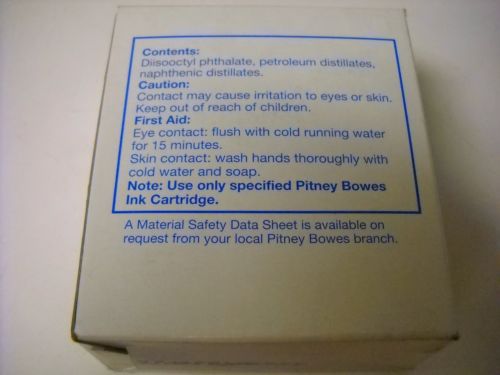 Contents:
Diisooctyl phthalate, petroleum distillates,
naphthenic distillates.
Caution:
Contact may cause irritation to eyes or skin.
Keep out of reach of children.
First Aid:
Eye contact: flush with cold running water
for 15 minutes.
Skin contact: wash hands thoroughly with
cold water and soap.
Note: Use only specified Pitney Bowes
Ink Cartridge.
A Material Safety Data Sheet is available on
request from your local Pitney Bowes branch.